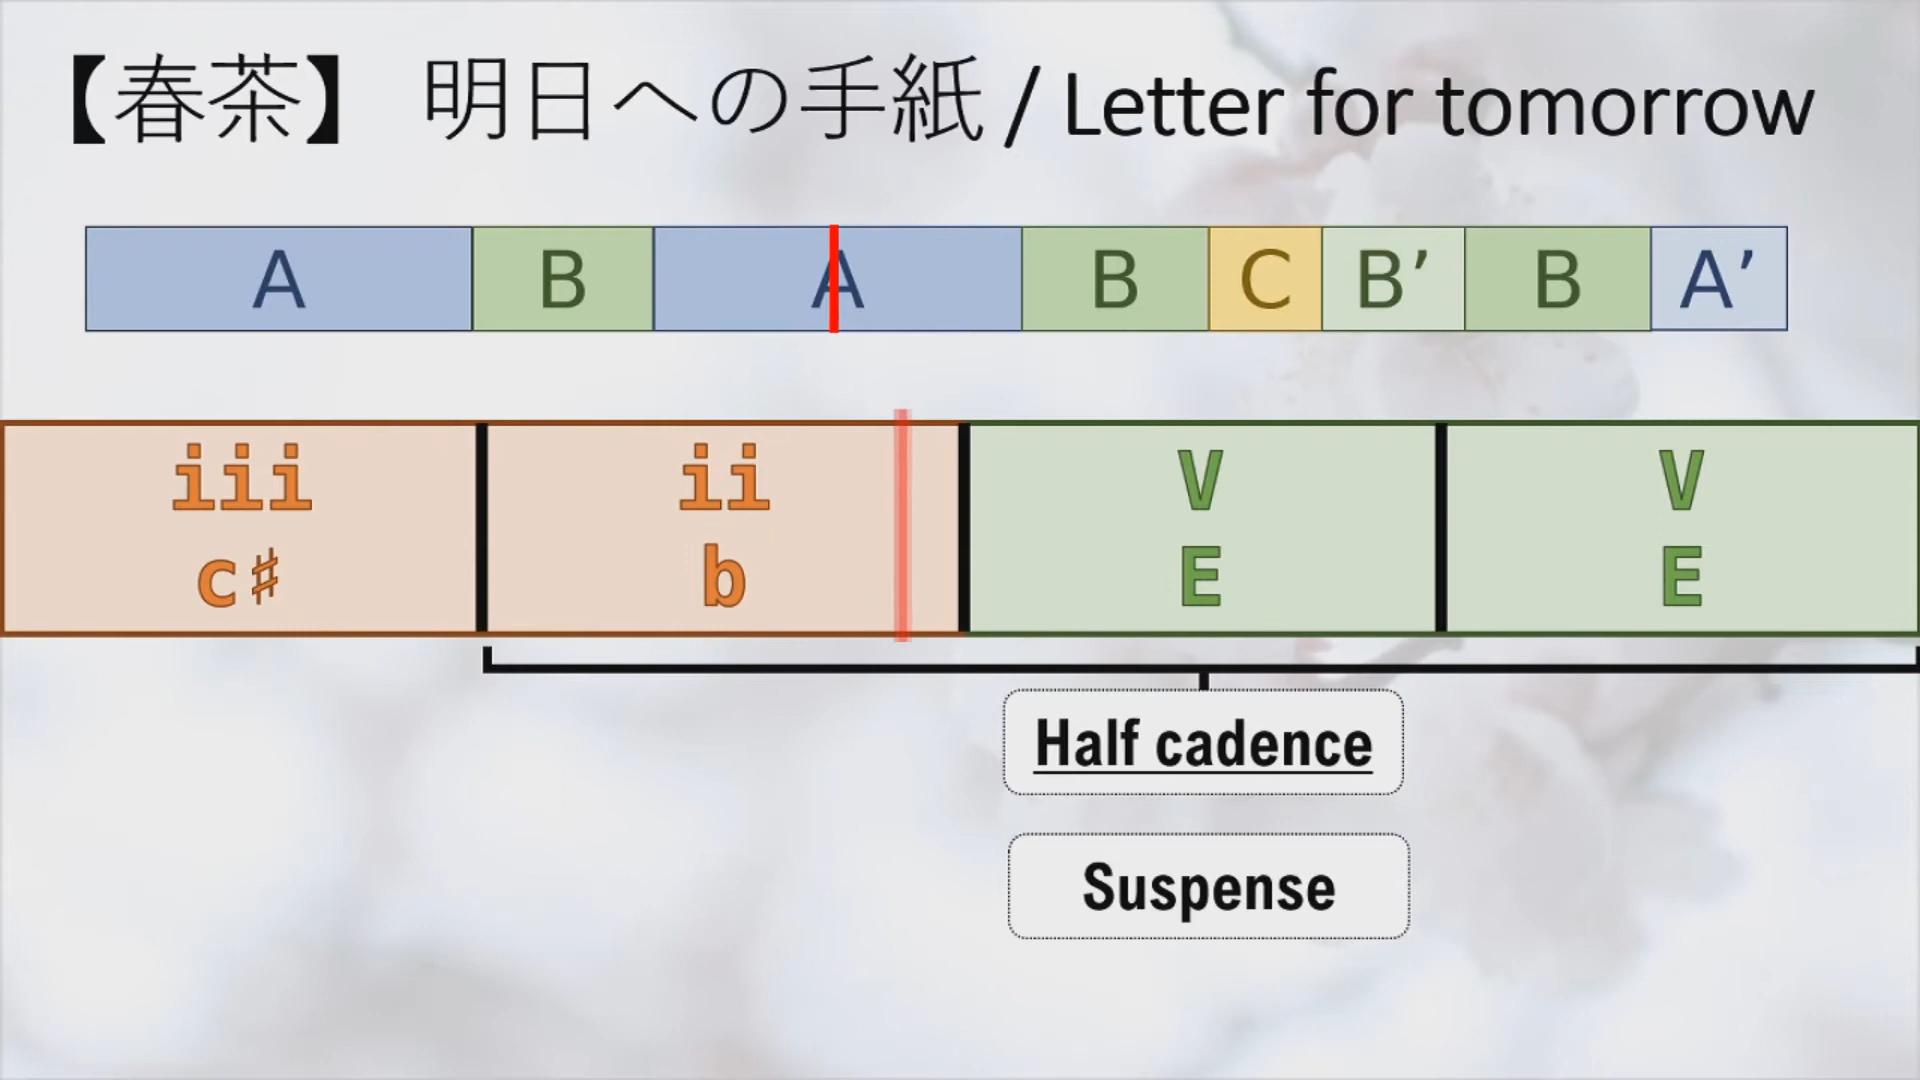 【春茶】 明日への手紙 / Letter for tomorrow
A B A B C B’ B A’
iii ii V V
c♯ b E E
Half cadence
Suspense